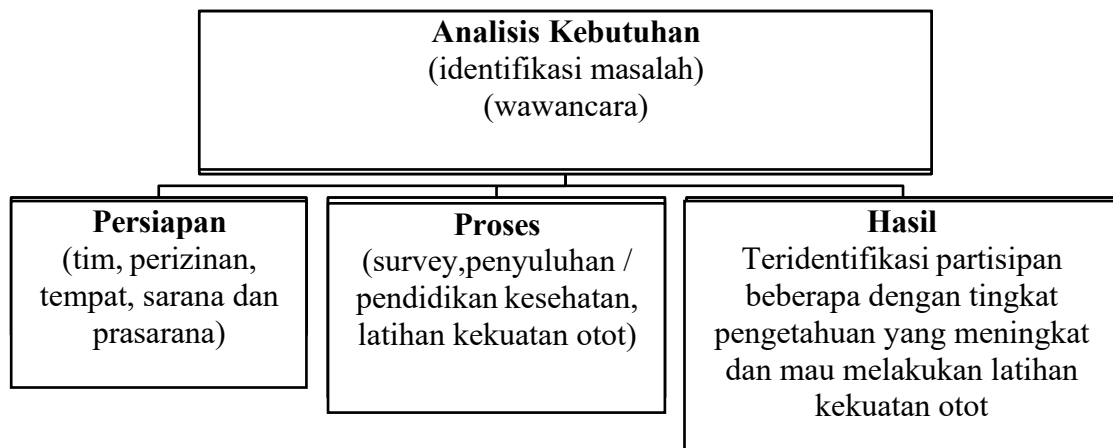 Analisis Kebutuhan
(identifikasi masalah)
(wawancara)
Persiapan
(tim, perizinan,
tempat, sarana dan
prasarana)
Proses
(survey,penyuluhan /
pendidikan kesehatan,
latihan kekuatan otot)
Hasil
Teridentifikasi partisipan
beberapa dengan tingkat
pengetahuan yang meningkat
dan mau melakukan latihan
kekuatan otot